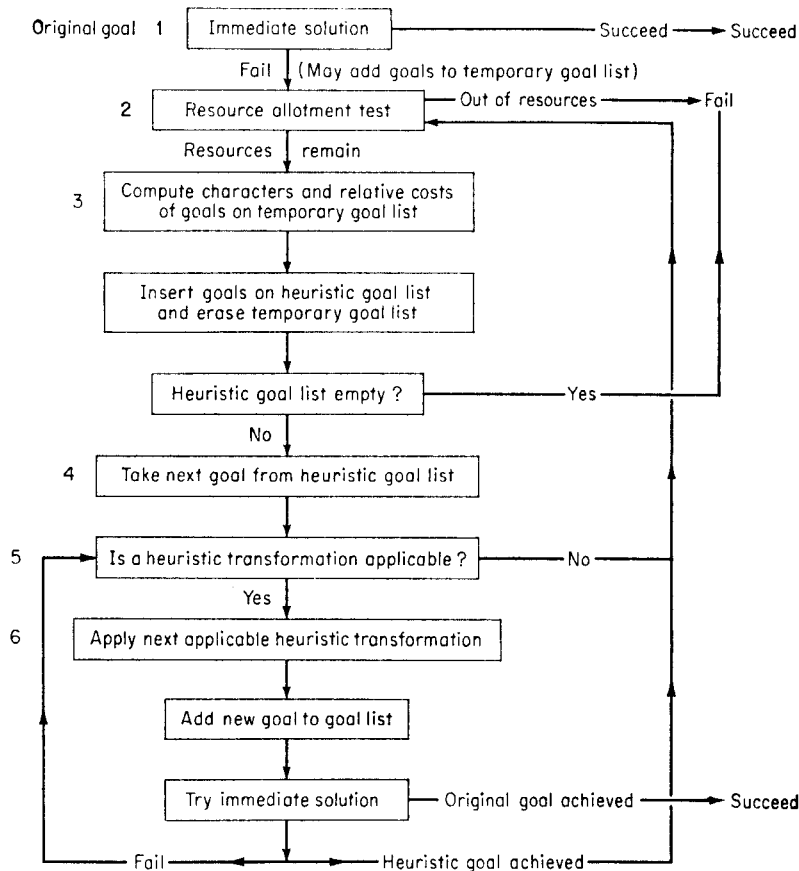 Original goal 1 Immediate solution Succeed Succeed
Fail (May add goals to temporary goal list)
2 Resource allotment test Out of resources Fail
Resources remain
3 Compute characters and relative costs
of goals on temporary goal list
Insert goals on heuristic goal list
and erase temporary goal list
Heuristic goal list empty ? Yes
No
4 Take next goal from heuristic goal list
5 Is a heuristic transformation applicable ? No
Yes
6 Apply next applicable heuristic transformation
Add new goal to goal list
Try immediate solution Original goal achieved Succeed
Fail Heuristic goal achieved